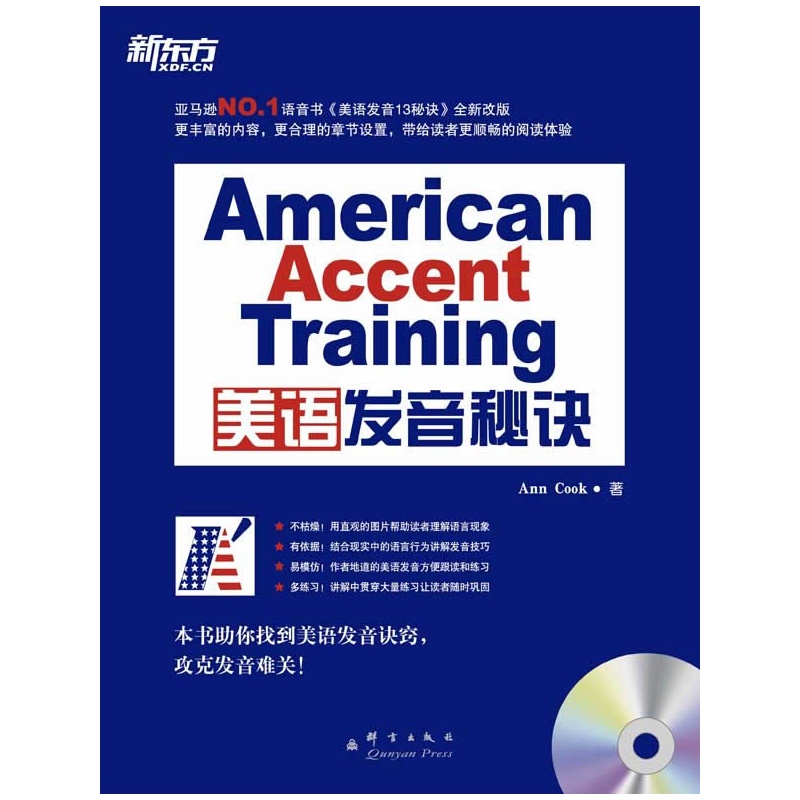 新东方
XDF.CN
亚马逊NO.1语音书《美语发音13秘诀》全新改版
更丰富的内容，更合理的章节设置，带给读者更顺畅的阅读体验
American
Accent
Training
美语发音秘诀
Ann Cook • 著
★ 不枯燥！用直观的图片帮助读者理解语言现象
★ 有依据！结合现实中的语言行为讲解发音技巧
★ 易模仿！作者地道的美语发音方便跟读和练习
★ 多练习！讲解中贯穿大量练习让读者随时巩固
本书助你找到美语发音诀窍，
攻克发音难关！
群言出版社
Qunyan Press